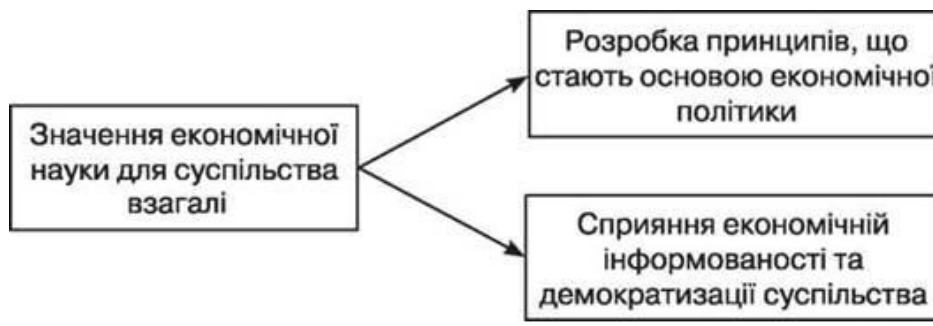 Значення економічної
науки для суспільства
взагалі
Розробка принципів, що
стають основою економічної
політики
Сприяння економічній
інформованості та
демократизації суспільства